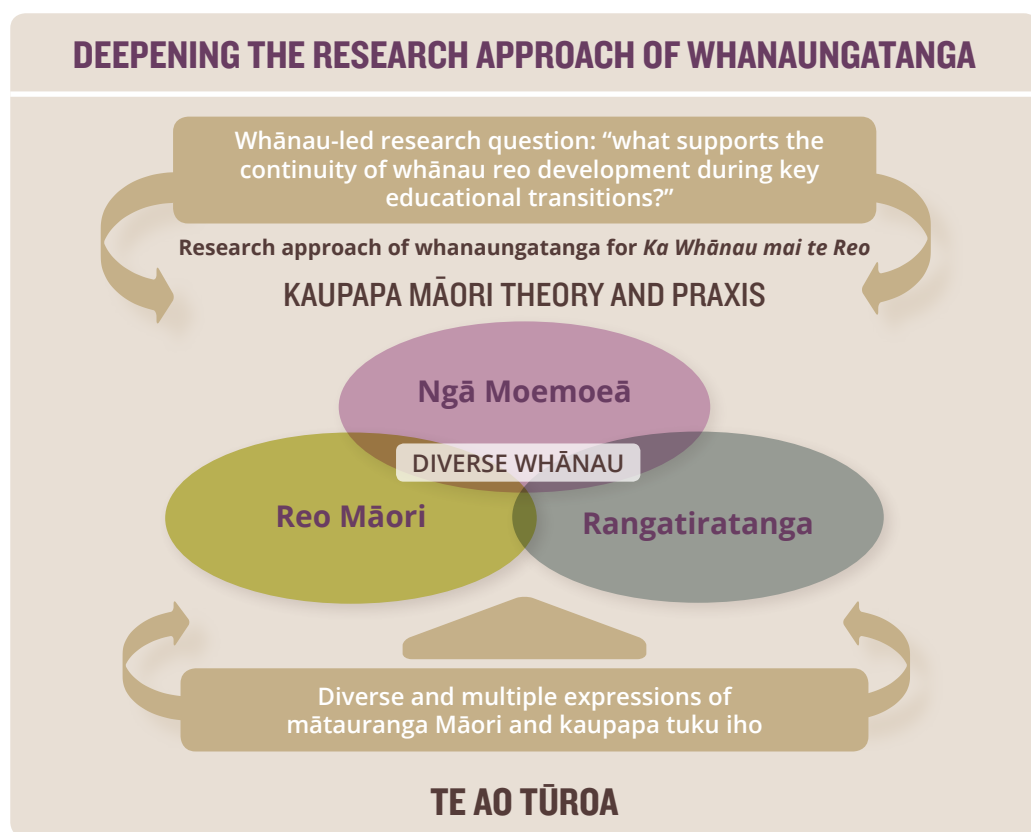 DEEPENING THE RESEARCH APPROACH OF WHANAUNGATANGA
Whānau-led research question: “what supports the
continuity of whānau reo development during key
educational transitions?”
Research approach of whanaungatanga for Ka Whānau mai te Reo
KAUPAPA MĀORI THEORY AND PRAXIS
Ngā Moemoeā
DIVERSE WHĀNAU
Reo Māori
Rangatiratanga
Diverse and multiple expressions of
mātauranga Māori and kaupapa tuku iho
TE AO TŪROA